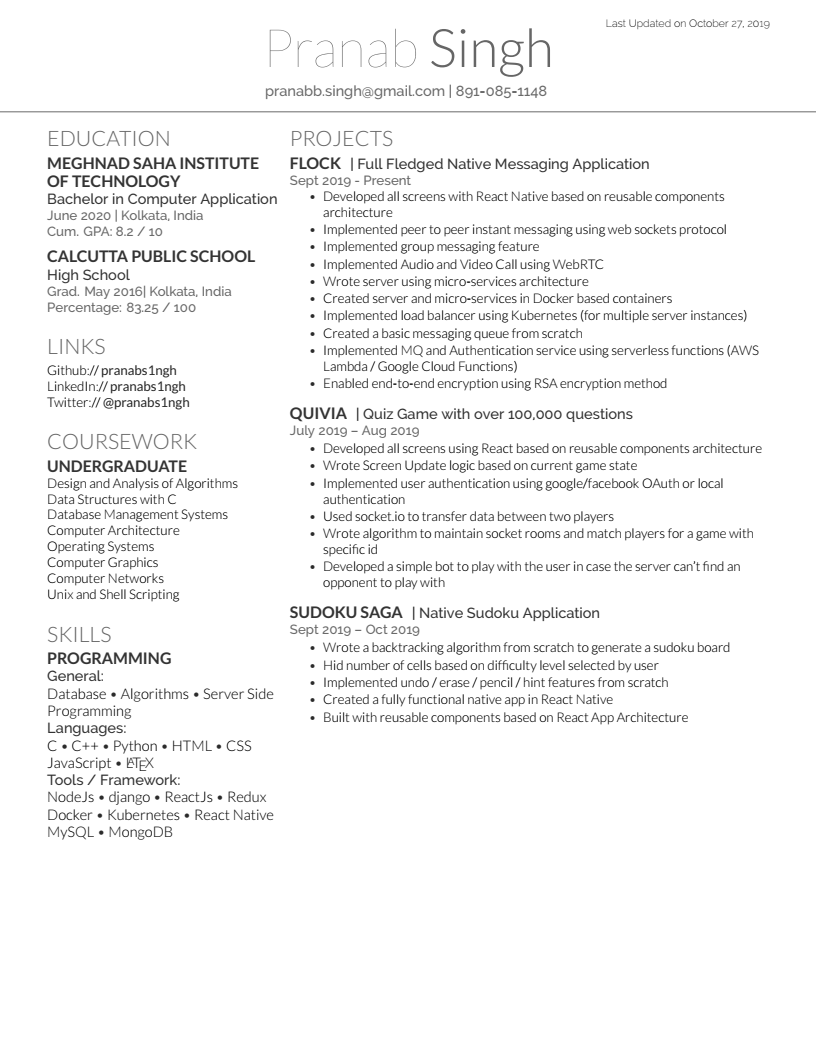 Last Updated on October 27, 2019
Pranab Singh
pranabb.singh@gmail.com | 891-085-1148
EDUCATION
MEGHNAD SAHA INSTITUTE
OF TECHNOLOGY
Bachelor in Computer Application
June 2020 | Kolkata, India
Cum. GPA: 8.2 / 10
CALCUTTA PUBLIC SCHOOL
High School
Grad. May 2016| Kolkata, India
Percentage: 83.25 / 100
LINKS
Github:// pranabs1ngh
LinkedIn:// pranabs1ngh
Twitter:// @pranabs1ngh
COURSEWORK
UNDERGRADUATE
Design and Analysis of Algorithms
Data Structures with C
Database Management Systems
Computer Architecture
Operating Systems
Computer Graphics
Computer Networks
Unix and Shell Scripting
SKILLS
PROGRAMMING
General:
Database • Algorithms • Server Side
Programming
Languages:
C • C++ • Python • HTML • CSS
JavaScript • LATEX
Tools / Framework:
NodeJs • django • ReactJs • Redux
Docker • Kubernetes • React Native
MySQL • MongoDB
PROJECTS
FLOCK | Full Fledged Native Messaging Application
Sept 2019 - Present
• Developed all screens with React Native based on reusable components
architecture
• Implemented peer to peer instant messaging using web sockets protocol
• Implemented group messaging feature
• Implemented Audio and Video Call using WebRTC
• Wrote server using micro-services architecture
• Created server and micro-services in Docker based containers
• Implemented load balancer using Kubernetes (for multiple server instances)
• Created a basic messaging queue from scratch
• Implemented MQ and Authentication service using serverless functions (AWS
Lambda / Google Cloud Functions)
• Enabled end-to-end encryption using RSA encryption method
QUIVIA | Quiz Game with over 100,000 questions
July 2019 – Aug 2019
• Developed all screens using React based on reusable components architecture
• Wrote Screen Update logic based on current game state
• Implemented user authentication using google/facebook OAuth or local
authentication
• Used socket.io to transfer data between two players
• Wrote algorithm to maintain socket rooms and match players for a game with
specific id
• Developed a simple bot to play with the user in case the server can't find an
opponent to play with
SUDOKU SAGA | Native Sudoku Application
Sept 2019 – Oct 2019
• Wrote a backtracking algorithm from scratch to generate a sudoku board
• Hid number of cells based on difficulty level selected by user
• Implemented undo / erase / pencil / hint features from scratch
• Created a fully functional native app in React Native
• Built with reusable components based on React App Architecture